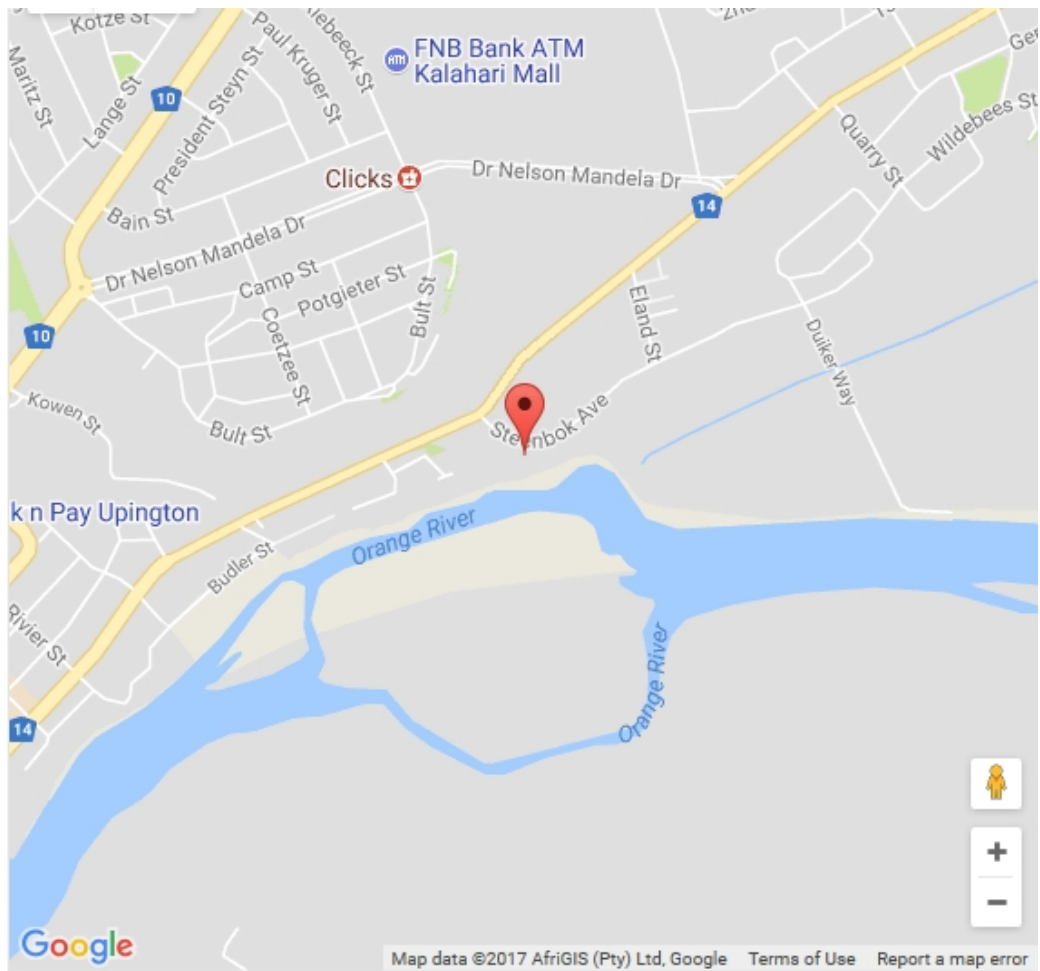 Kotze St
Maritz St
Lange St
10
President Steyn St
Paul Kruger St
FNB Bank ATM
Kalahari Mall
ATM
Clicks
Dr Nelson Mandela Dr
Quarry St
Wildebees St
14
Bain St
Dr Nelson Mandela Dr
Camp St
Potgieter St
Bult St
Coetzee St
Eland St
Duiker Way
10
Kowen St
Bult St
Steenbok Ave
k n Pay Upington
Orange River
Budler St
Rivier St
Orange River
14
Google
Map data ©2017 AfriGIS (Pty) Ltd, Google Terms of Use Report a map error